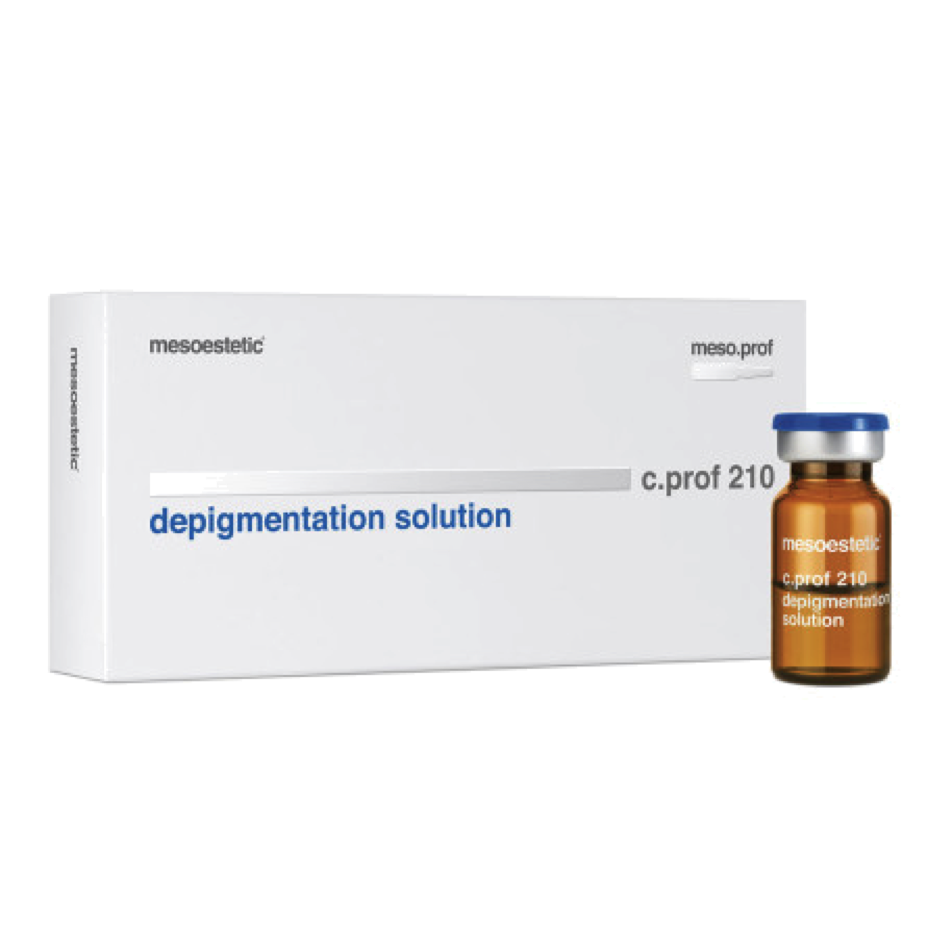 mesoestetic®
meso.prof
mesoestetic®
c.prof 210
depigmentation solution
mesoestetic®
c.prof 210
depigmentation
solution